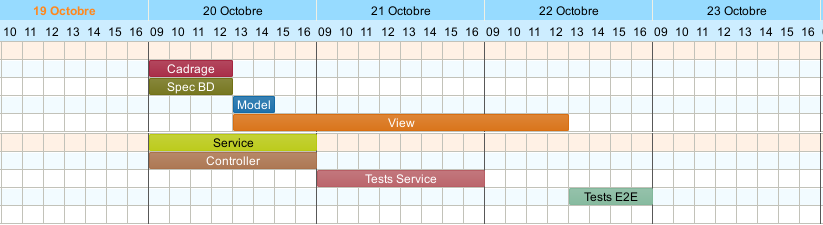 19 Octobre 20 Octobre 21 Octobre 22 Octobre 23 Octobre
10 11 12 13 14 15 16 09 10 11 12 13 14 15 16 09 10 11 12 13 14 15 16 09 10 11 12 13 14 15 16 09 10 11 12 13 14 15 16
Cadrage
Spec BD
Model
View
Service
Controller
Tests Service
Tests E2E